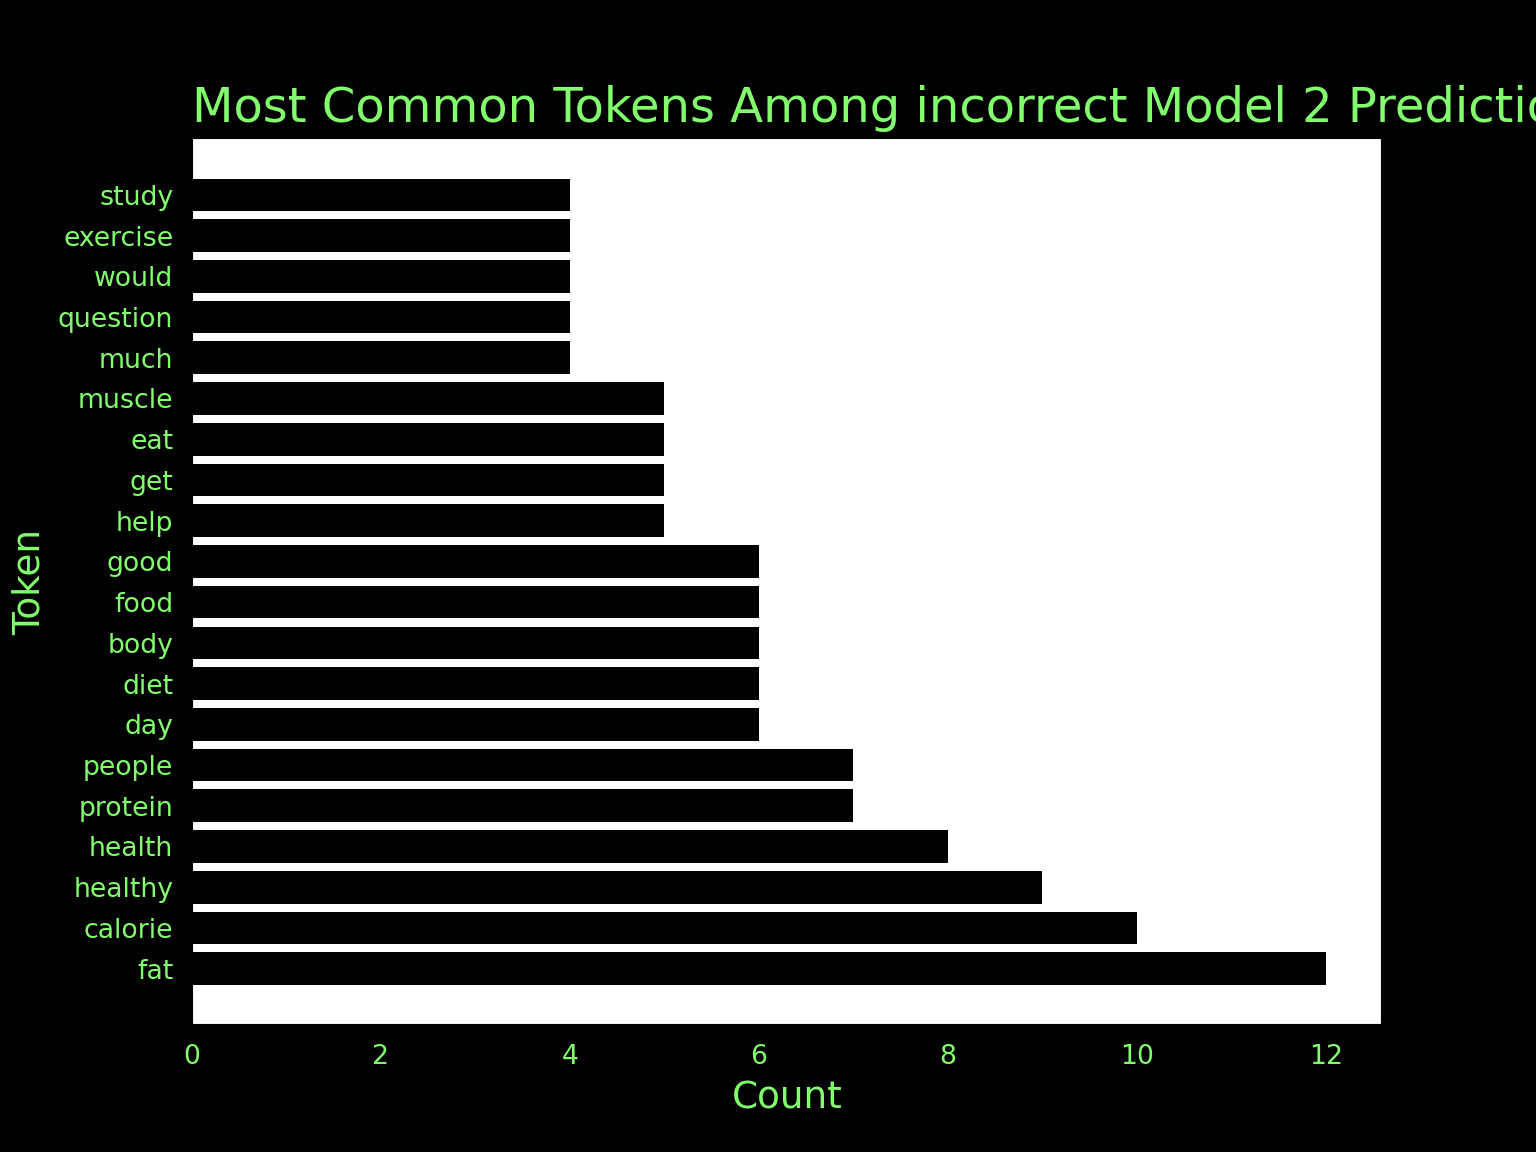 Most Common Tokens Among incorrect Model 2 Predictio
study
exercise
would
question
much
muscle
eat
get
help
good
food
body
diet
day
people
protein
health
healthy
calorie
fat
Token
0 2 4 6 8 10 12
Count